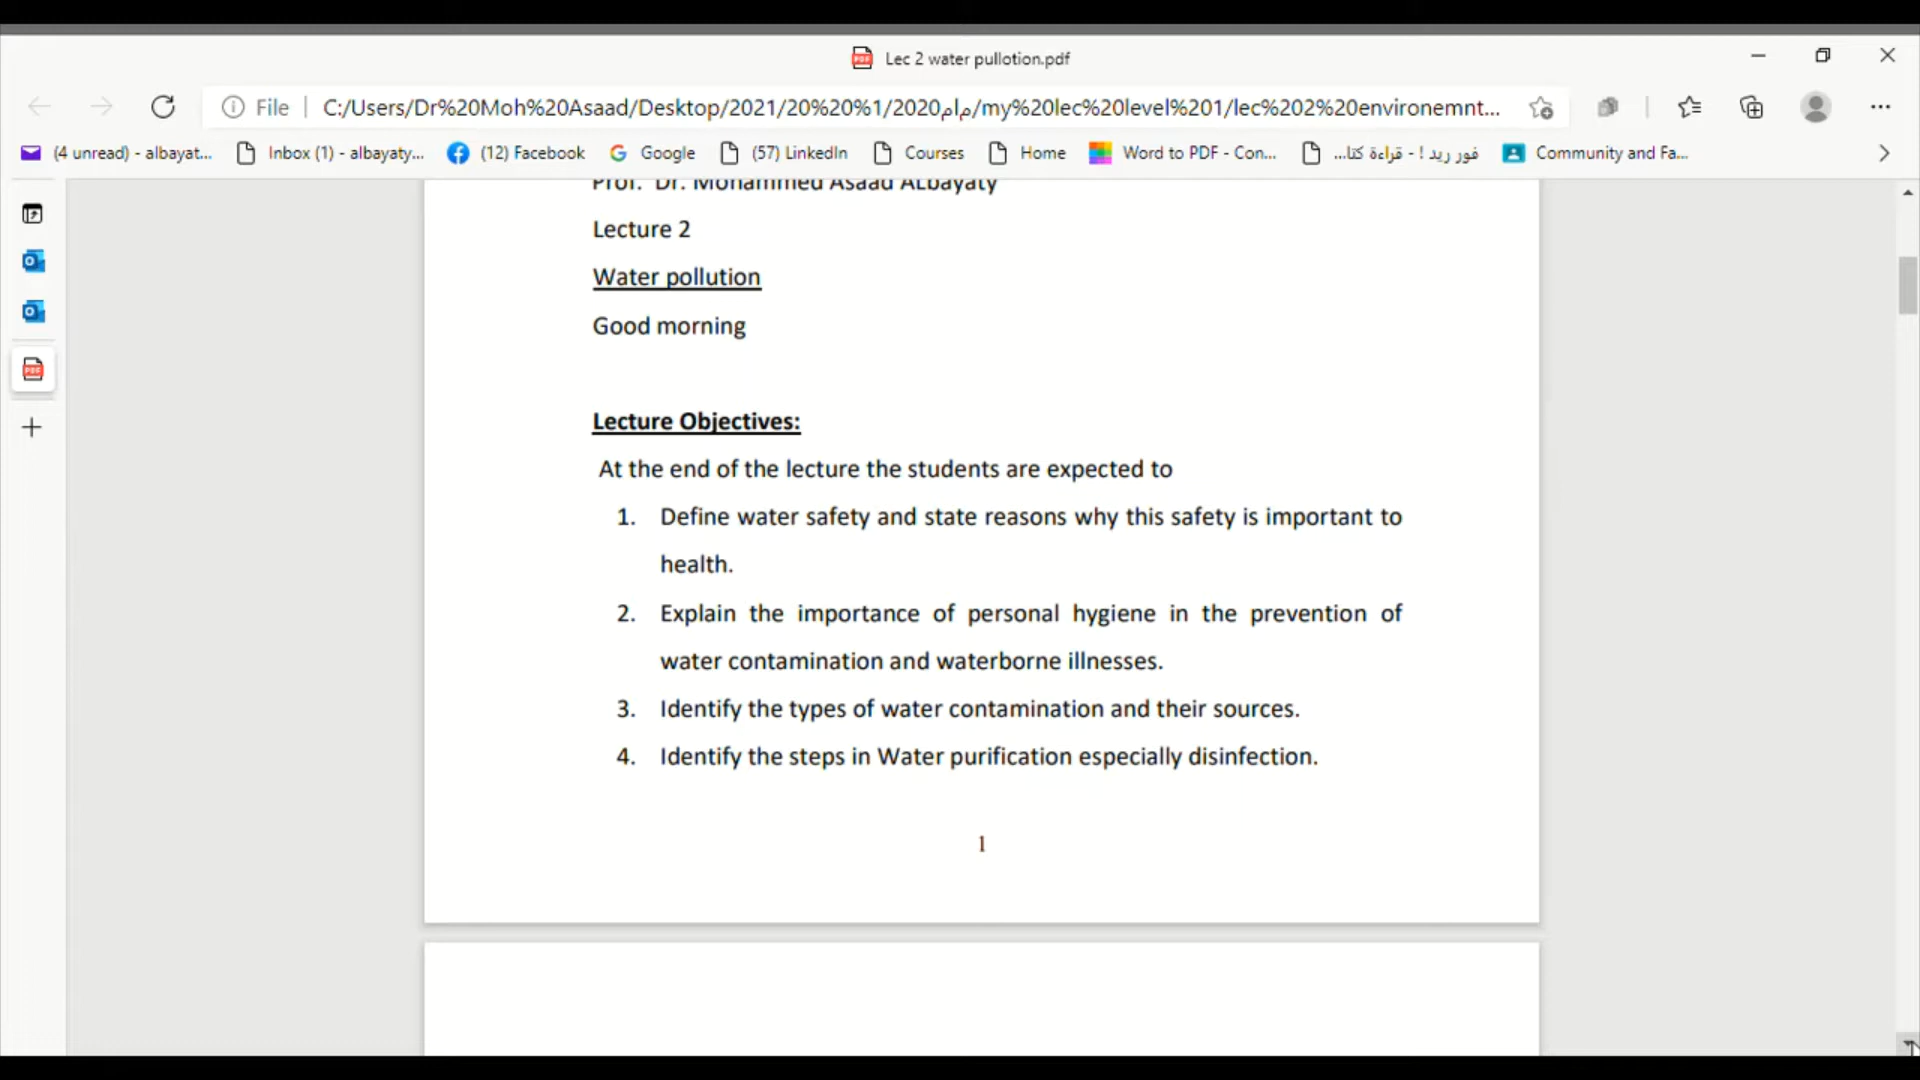 Lec 2 water pullotion.pdf
File
C:/Users/Dr%20Moh%20Asaad/Desktop/2021/20%20%1/2020مام/my%20lec%20level%201/lec%202%20environemnt...
(4 unread) - albayat...
Inbox (1) - albayaty...
(12) Facebook
Google
(57) LinkedIn
Courses
Home
Word to PDF - Con...
فور ريد ! - قراءة كتا...
Community and Fa...
Prof. Dr. Mohammed Asaad ALbayaty
Lecture 2
Water pollution
Good morning
Lecture Objectives:
At the end of the lecture the students are expected to
1. Define water safety and state reasons why this safety is important to
health.
2. Explain the importance of personal hygiene in the prevention of
water contamination and waterborne illnesses.
3. Identify the types of water contamination and their sources.
4. Identify the steps in Water purification especially disinfection.
1